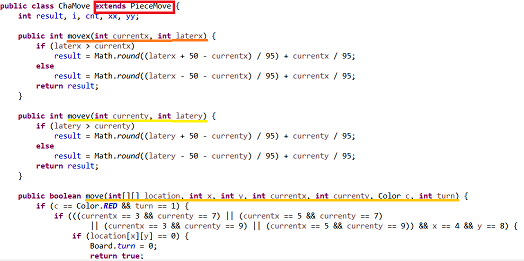 public class ChaMove extends PieceMove {
int result, i, cnt, xx, yy;
public int movex(int currentx, int laterx) {
if (laterx > currentx)
result = Math.round((laterx + 50 - currentx) / 95) + currentx / 95;
else
result = Math.round((laterx + 50 - currentx) / 95) + currentx / 95;
return result;
}
public int movey(int currenty, int latery) {
if (latery > currenty)
result = Math.round((latery + 50 - currenty) / 95) + currenty / 95;
else
result = Math.round((latery + 50 - currenty) / 95) + currenty / 95;
return result;
}
public boolean move(int[][] location, int x, int y, int currentx, int currenty, Color c, int turn) {
if (c == Color.RED && turn == 1) {
if (((currentx == 3 && currenty == 7) || (currentx == 5 && currenty == 7)
|| (currentx == 3 && currenty == 9) || (currentx == 5 && currenty == 9)) && x == 4 && y == 8) {
if (location[x][y] == 0) {
Board.turn = 0;
return true;